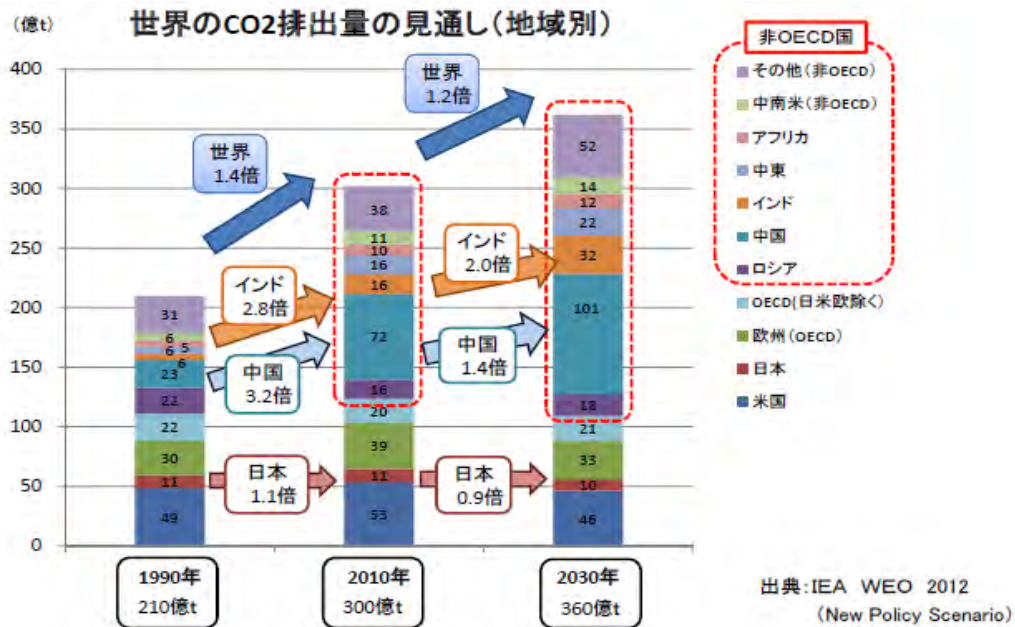 世界のCO2排出量の見通し(地域別)
(億t)
400
350
300
250
200
150
100
50
0
世界
1.4倍
世界
1.2倍
インド
2.8倍
インド
2.0倍
中国
3.2倍
中国
1.4倍
日本
1.1倍
日本
0.9倍
31
6
5
6
6
23
22
22
30
11
49
38
11
10
16
16
72
16
20
39
11
53
52
14
12
22
32
101
18
21
33
10
46
1990年
210億t
2010年
300億t
2030年
360億t
非OECD国
その他(非OECD)
中南米(非OECD)
アフリカ
中東
インド
中国
ロシア
OECD(日米欧除く)
欧州(OECD)
日本
米国
出典:IEA WEO 2012
(New Policy Scenario)